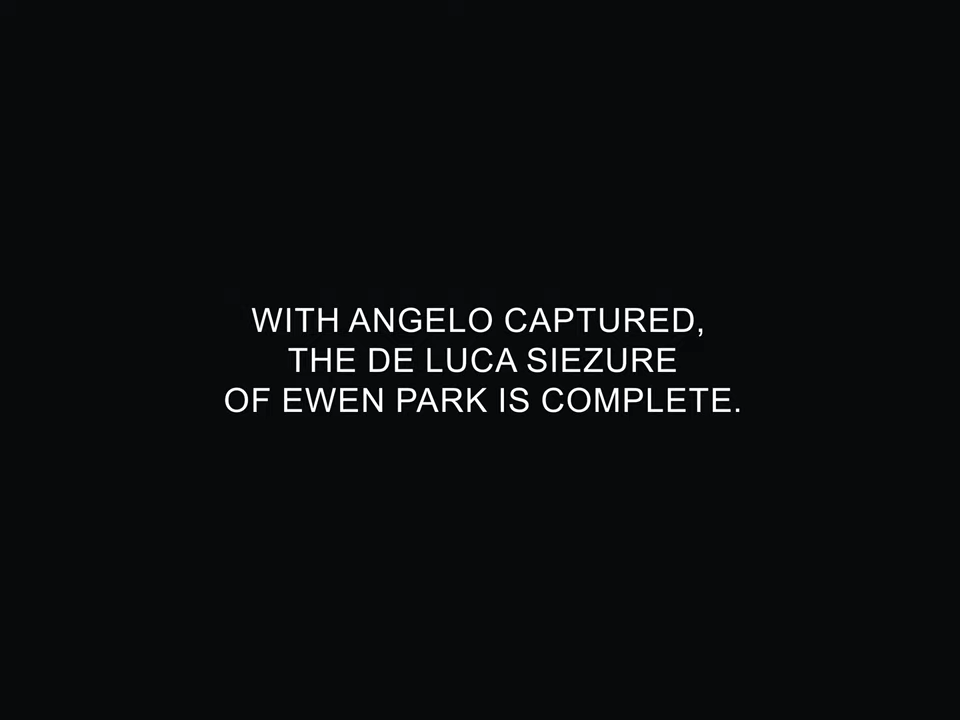 WITH ANGELO CAPTURED,
THE DE LUCA SIEZURE
OF EWEN PARK IS COMPLETE.